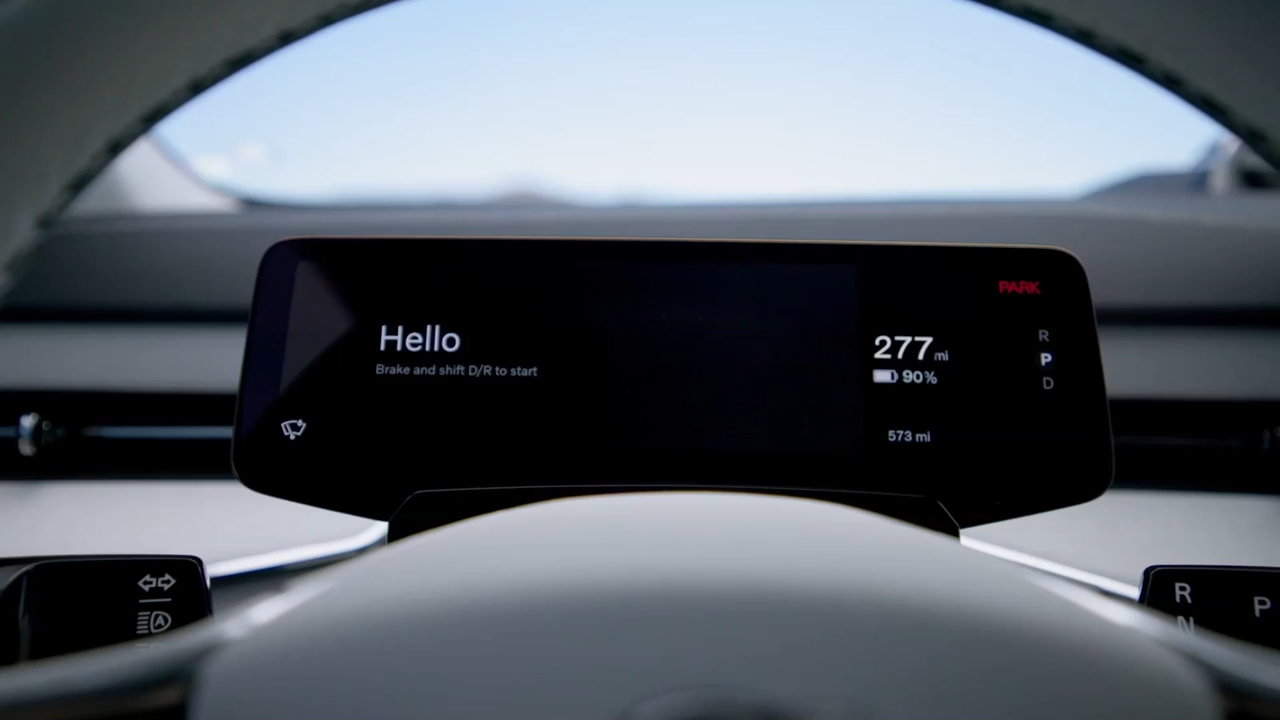 PARK
Hello
Brake and shift D/R to start
277 mi
90%
573 mi
R
P
D
A
R
N
P